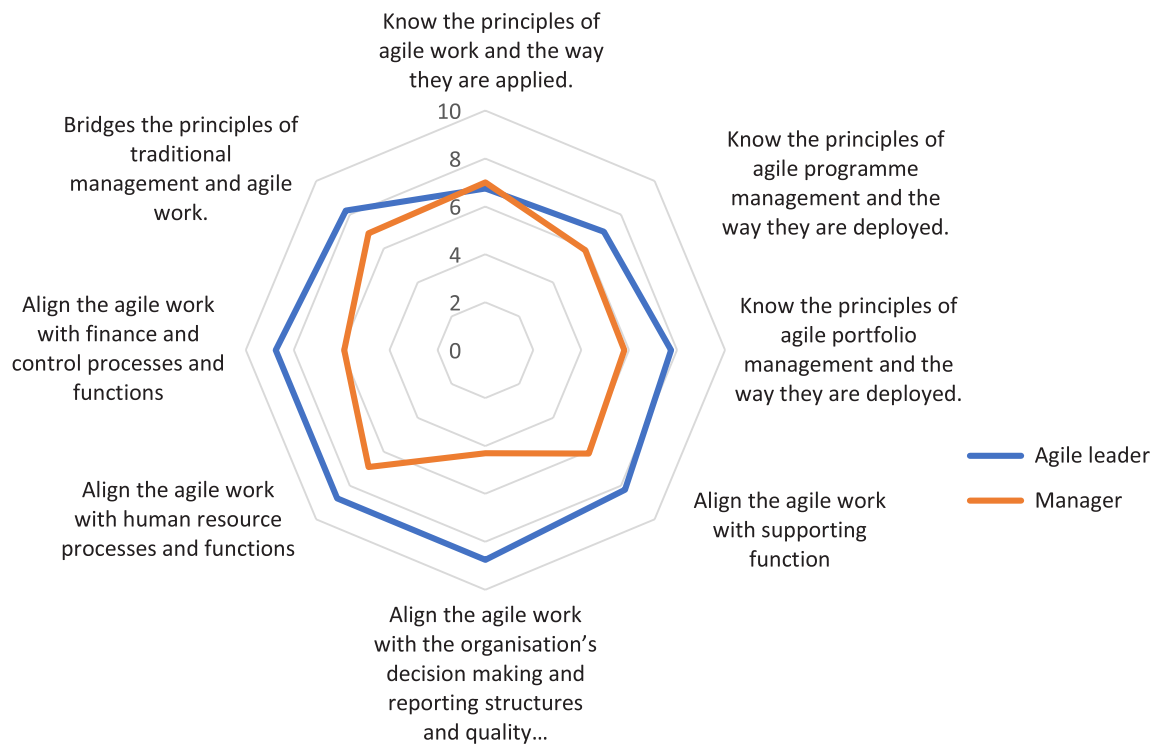 Know the principles of
agile work and the way
they are applied.
Bridges the principles of
traditional
management and agile
work.
Know the principles of
agile programme
management and the
way they are deployed.
10
8
6
4
2
0
Align the agile work
with finance and
control processes and
functions
Know the principles of
agile portfolio
management and the
way they are deployed.
Agile leader
Manager
Align the agile work
with human resource
processes and functions
Align the agile work
with supporting
function
Align the agile work
with the organisation’s
decision making and
reporting structures
and quality…